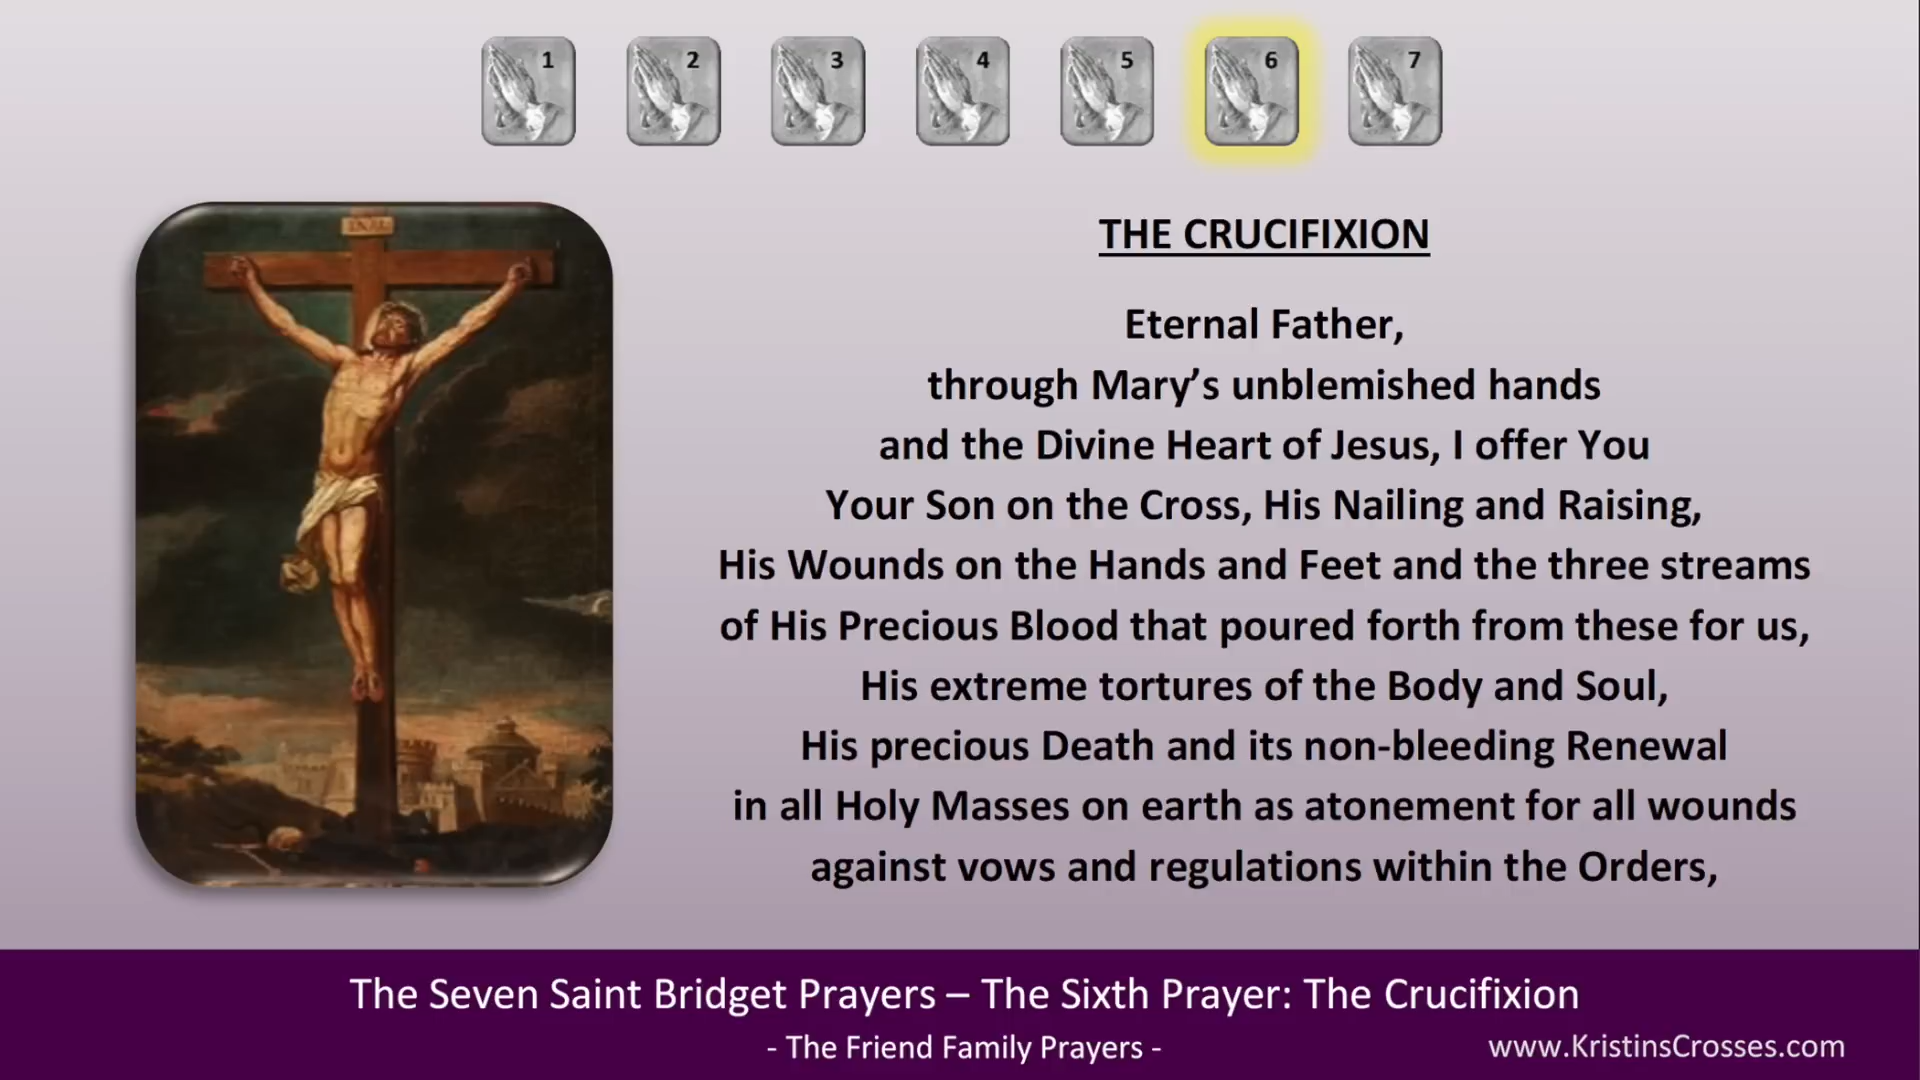 1 2 3 4 5 6 7
INRI
THE CRUCIFIXION
Eternal Father,
through Mary’s unblemished hands
and the Divine Heart of Jesus, I offer You
Your Son on the Cross, His Nailing and Raising,
His Wounds on the Hands and Feet and the three streams
of His Precious Blood that poured forth from these for us,
His extreme tortures of the Body and Soul,
His precious Death and its non-bleeding Renewal
in all Holy Masses on earth as atonement for all wounds
against vows and regulations within the Orders,
The Seven Saint Bridget Prayers – The Sixth Prayer: The Crucifixion
- The Friend Family Prayers -
www.KristinsCrosses.com